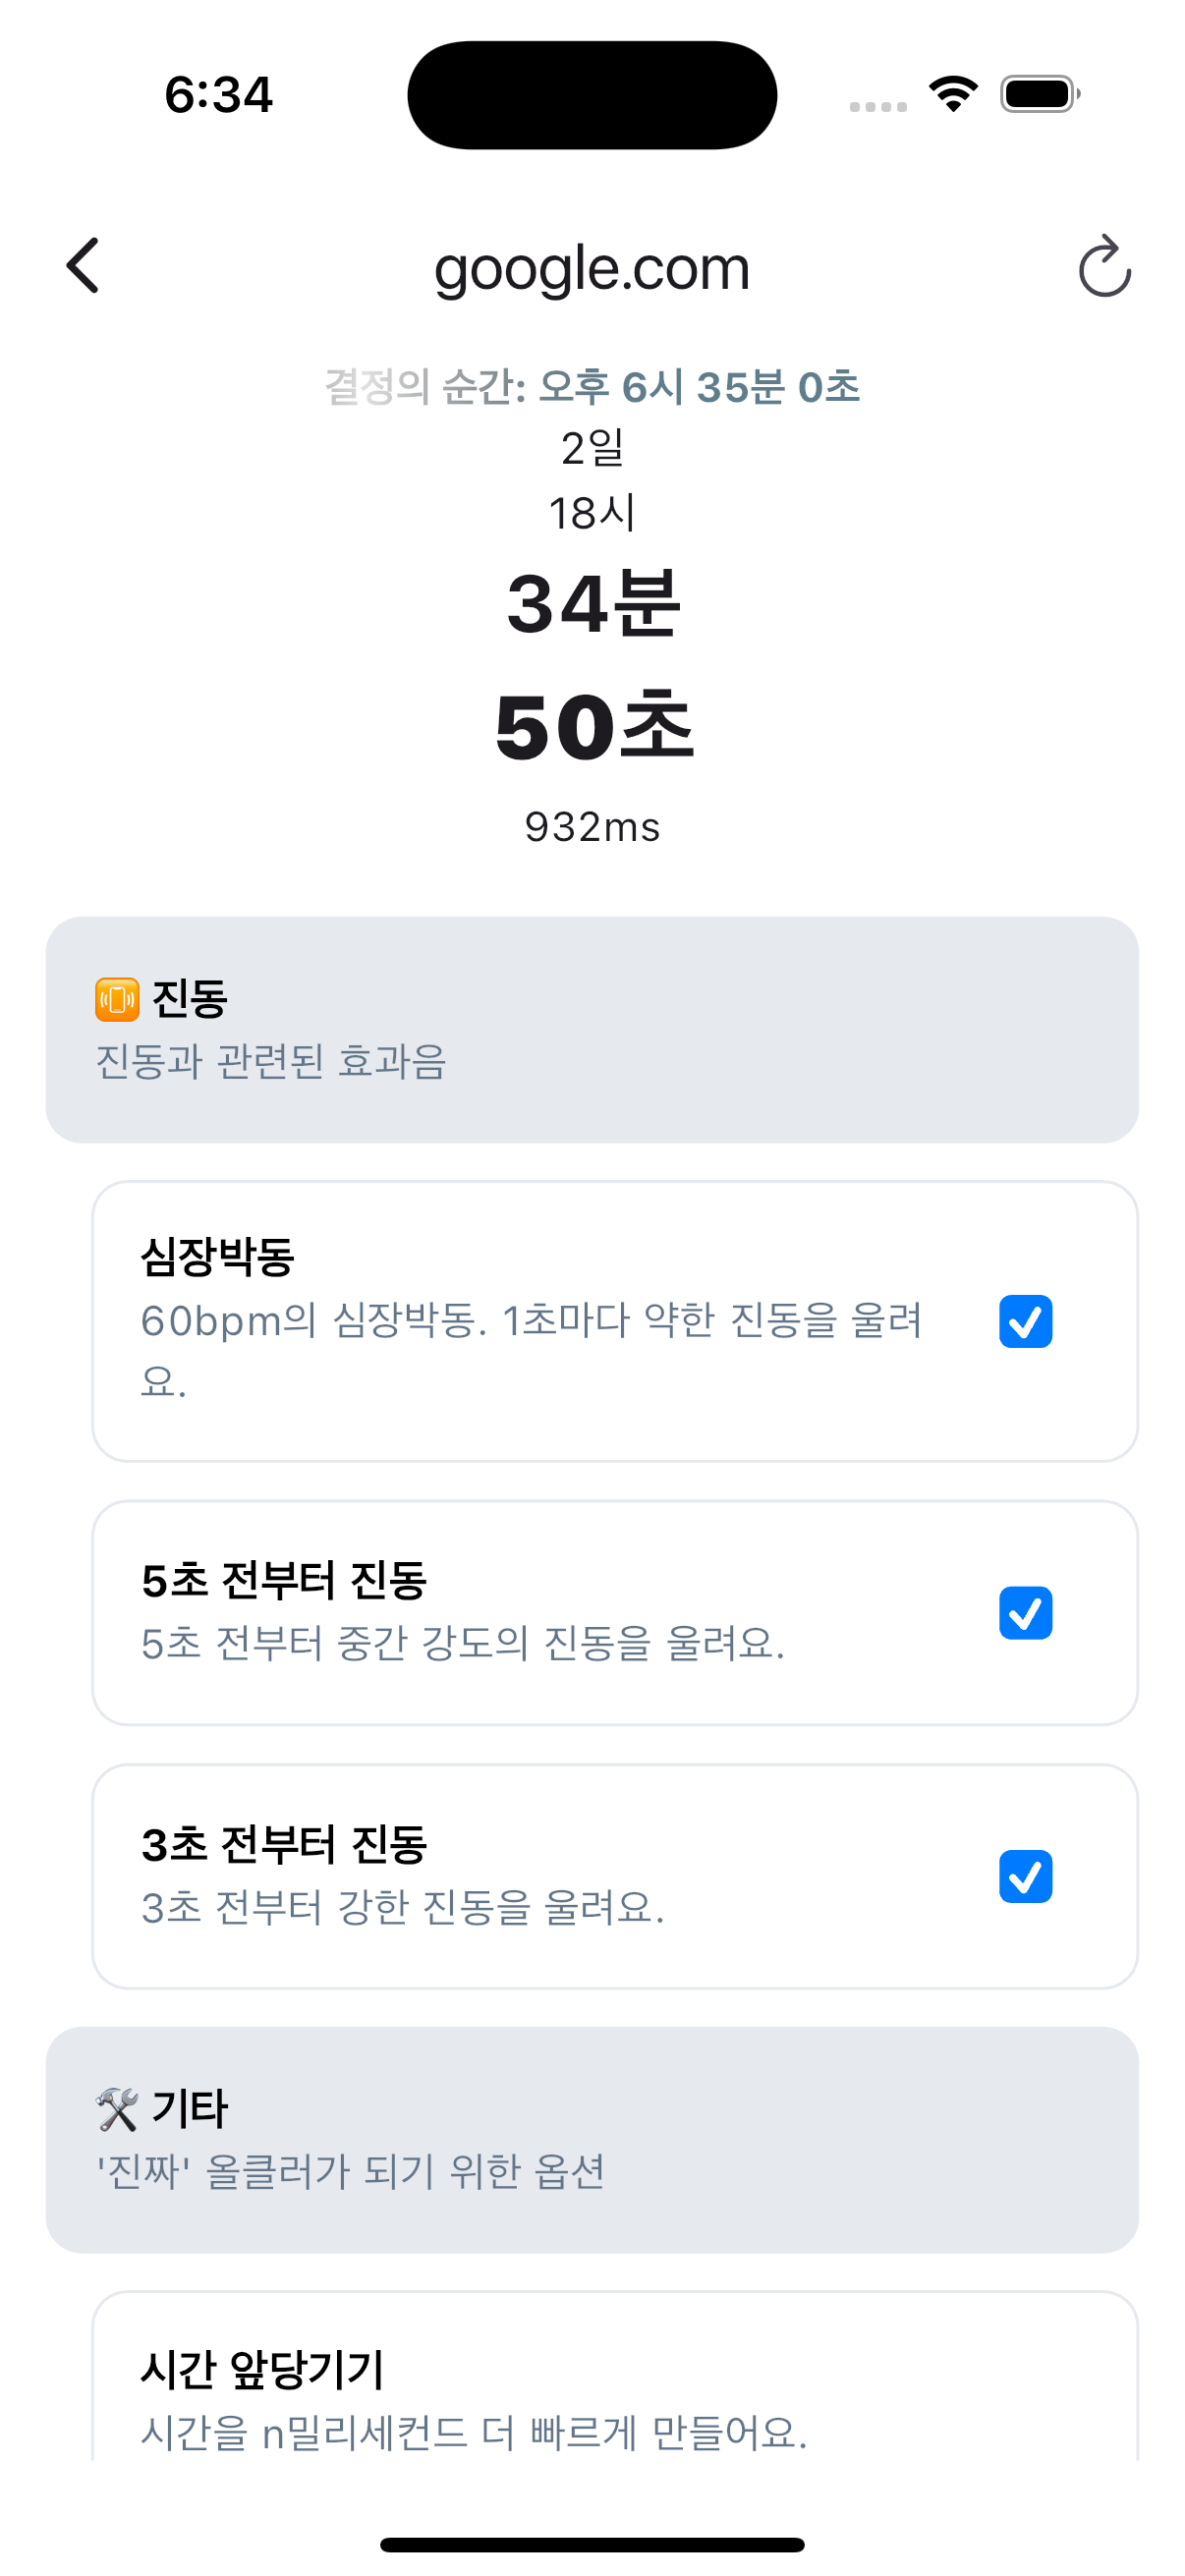 6:34
google.com
결정의 순간: 오후 6시 35분 0초
2일
18시
34분
50초
932ms
진동
진동과 관련된 효과음
심장박동
60bpm의 심장박동. 1초마다 약한 진동을 울려
요.
5초 전부터 진동
5초 전부터 중간 강도의 진동을 울려요.
3초 전부터 진동
3초 전부터 강한 진동을 울려요.
기타
'진짜' 올클러가 되기 위한 옵션
시간 앞당기기
시간을 n밀리세컨드 더 빠르게 만들어요.